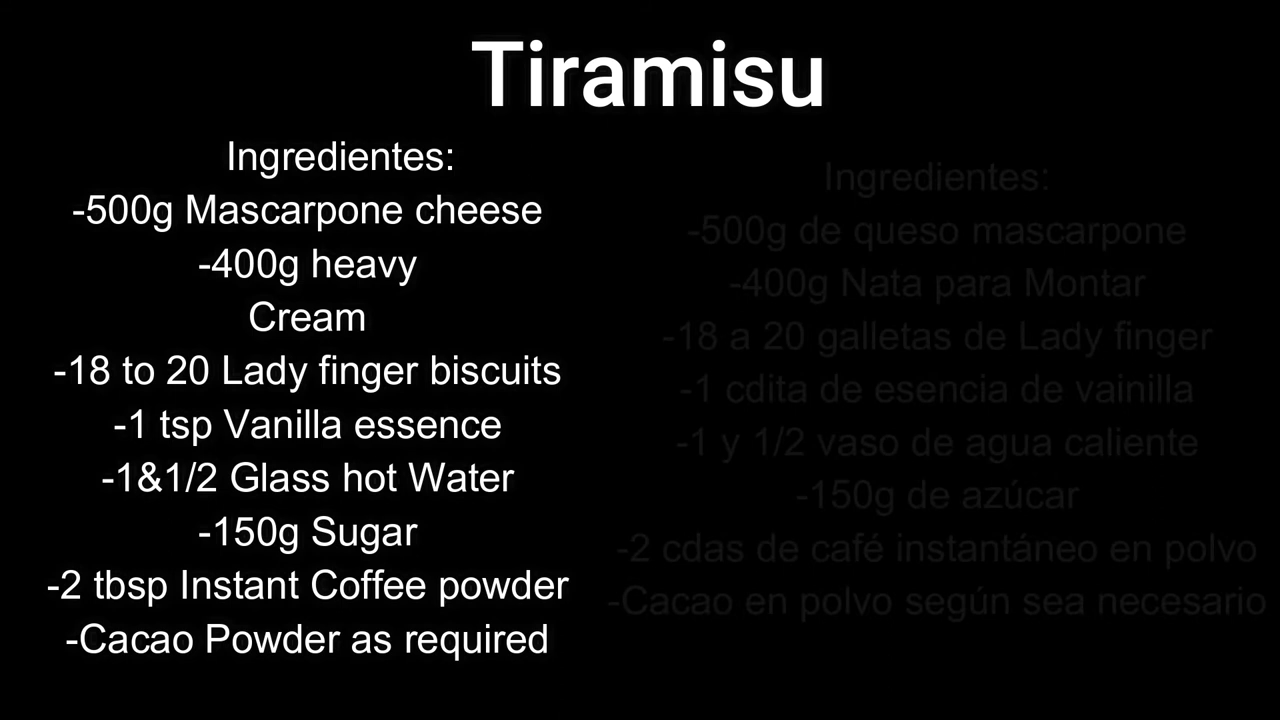 Tiramisu
Ingredientes:
-500g Mascarpone cheese
-400g heavy
Cream
-18 to 20 Lady finger biscuits
-1 tsp Vanilla essence
-1&1/2 Glass hot Water
-150g Sugar
-2 tbsp Instant Coffee powder
-Cacao Powder as required
Ingredientes:
-500g de queso mascarpone
-400g Nata para Montar
-18 a 20 galletas de Lady finger
-1 cdita de esencia de vainilla
-1 y 1/2 vaso de agua caliente
-150g de azúcar
-2 cdas de café instantáneo en polvo
-Cacao en polvo según sea necesario